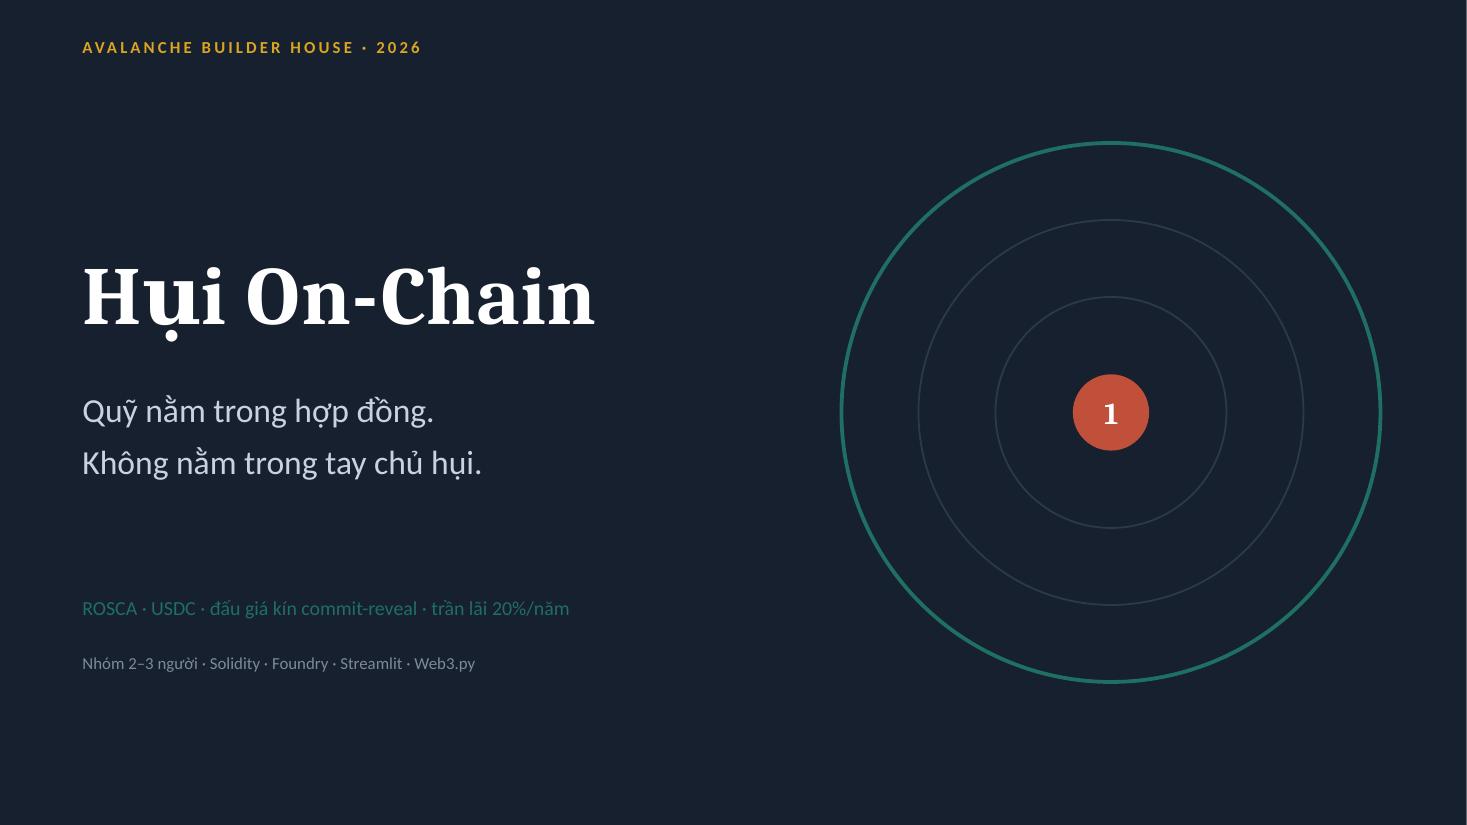 AVALANCHE BUILDER HOUSE · 2026
Hụi On-Chain
Quỹ nằm trong hợp đồng.
Không nằm trong tay chủ hụi.
1
ROSCA · USDC · đấu giá kín commit-reveal · trần lãi 20%/năm
Nhóm 2–3 người · Solidity · Foundry · Streamlit · Web3.py